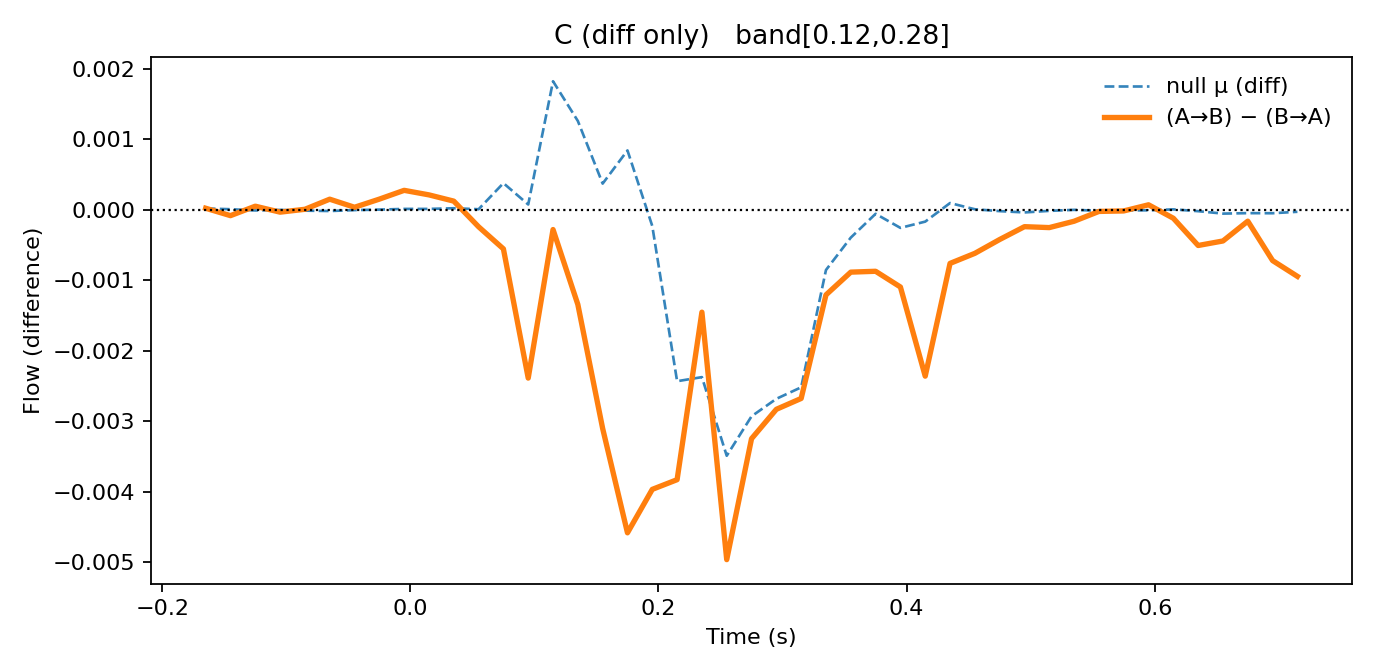 C (diff only)   band[0.12,0.28]
null μ (diff)
(A→B) − (B→A)
Flow (difference)
0.002
0.001
0.000
−0.001
−0.002
−0.003
−0.004
−0.005
−0.2
0.0
0.2
0.4
0.6
Time (s)